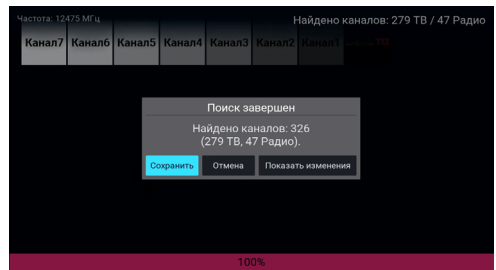 Частота: 12475 МГц
Найдено каналов: 279 ТВ / 47 Радио
Канал7 Канал6 Канал5 Канал4 Канал3 Канал2 Канал1
Поиск завершен
Найдено каналов: 326
(279 ТВ, 47 Радио).
Сохранить Отмена Показать изменения
100%